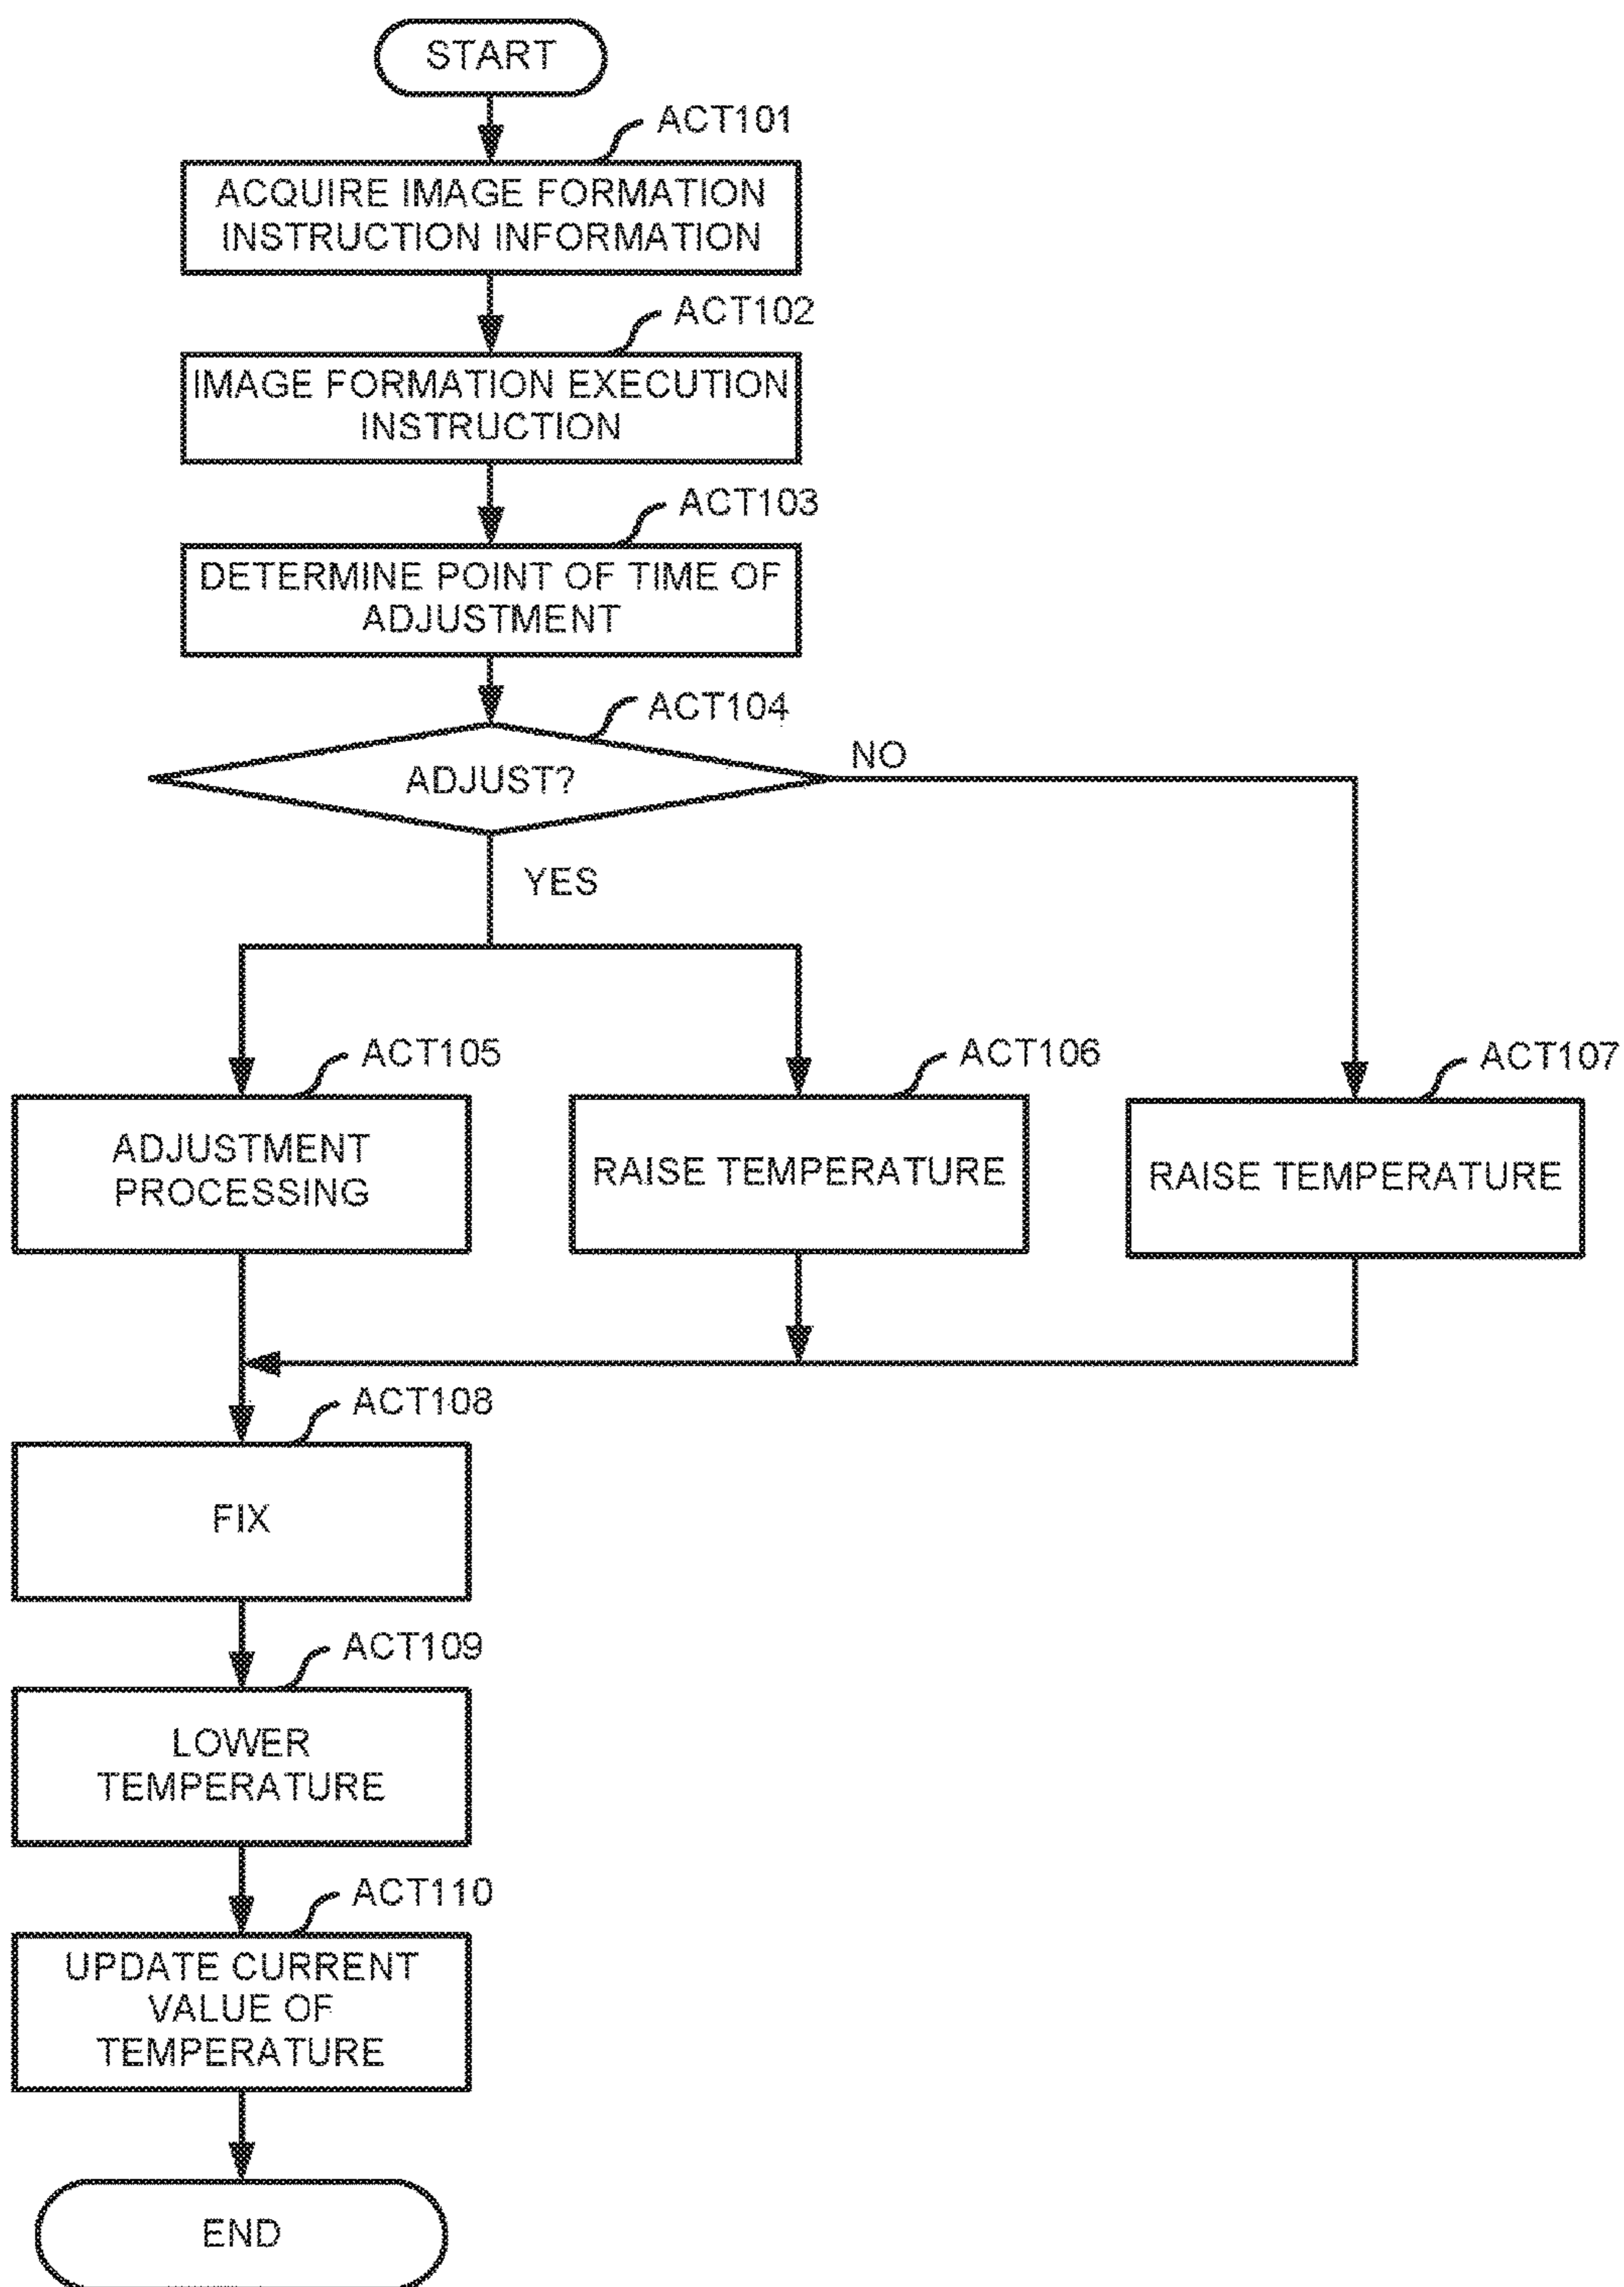 START
ACT101
ACQUIRE IMAGE FORMATION
INSTRUCTION INFORMATION
ACT102
IMAGE FORMATION EXECUTION
INSTRUCTION
ACT103
DETERMINE POINT OF TIME OF
ADJUSTMENT
ACT104
ADJUST?
NO
YES
ACT105
ADJUSTMENT
PROCESSING
ACT106
RAISE TEMPERATURE
ACT107
RAISE TEMPERATURE
ACT108
FIX
ACT109
LOWER
TEMPERATURE
ACT110
UPDATE CURRENT
VALUE OF
TEMPERATURE
END